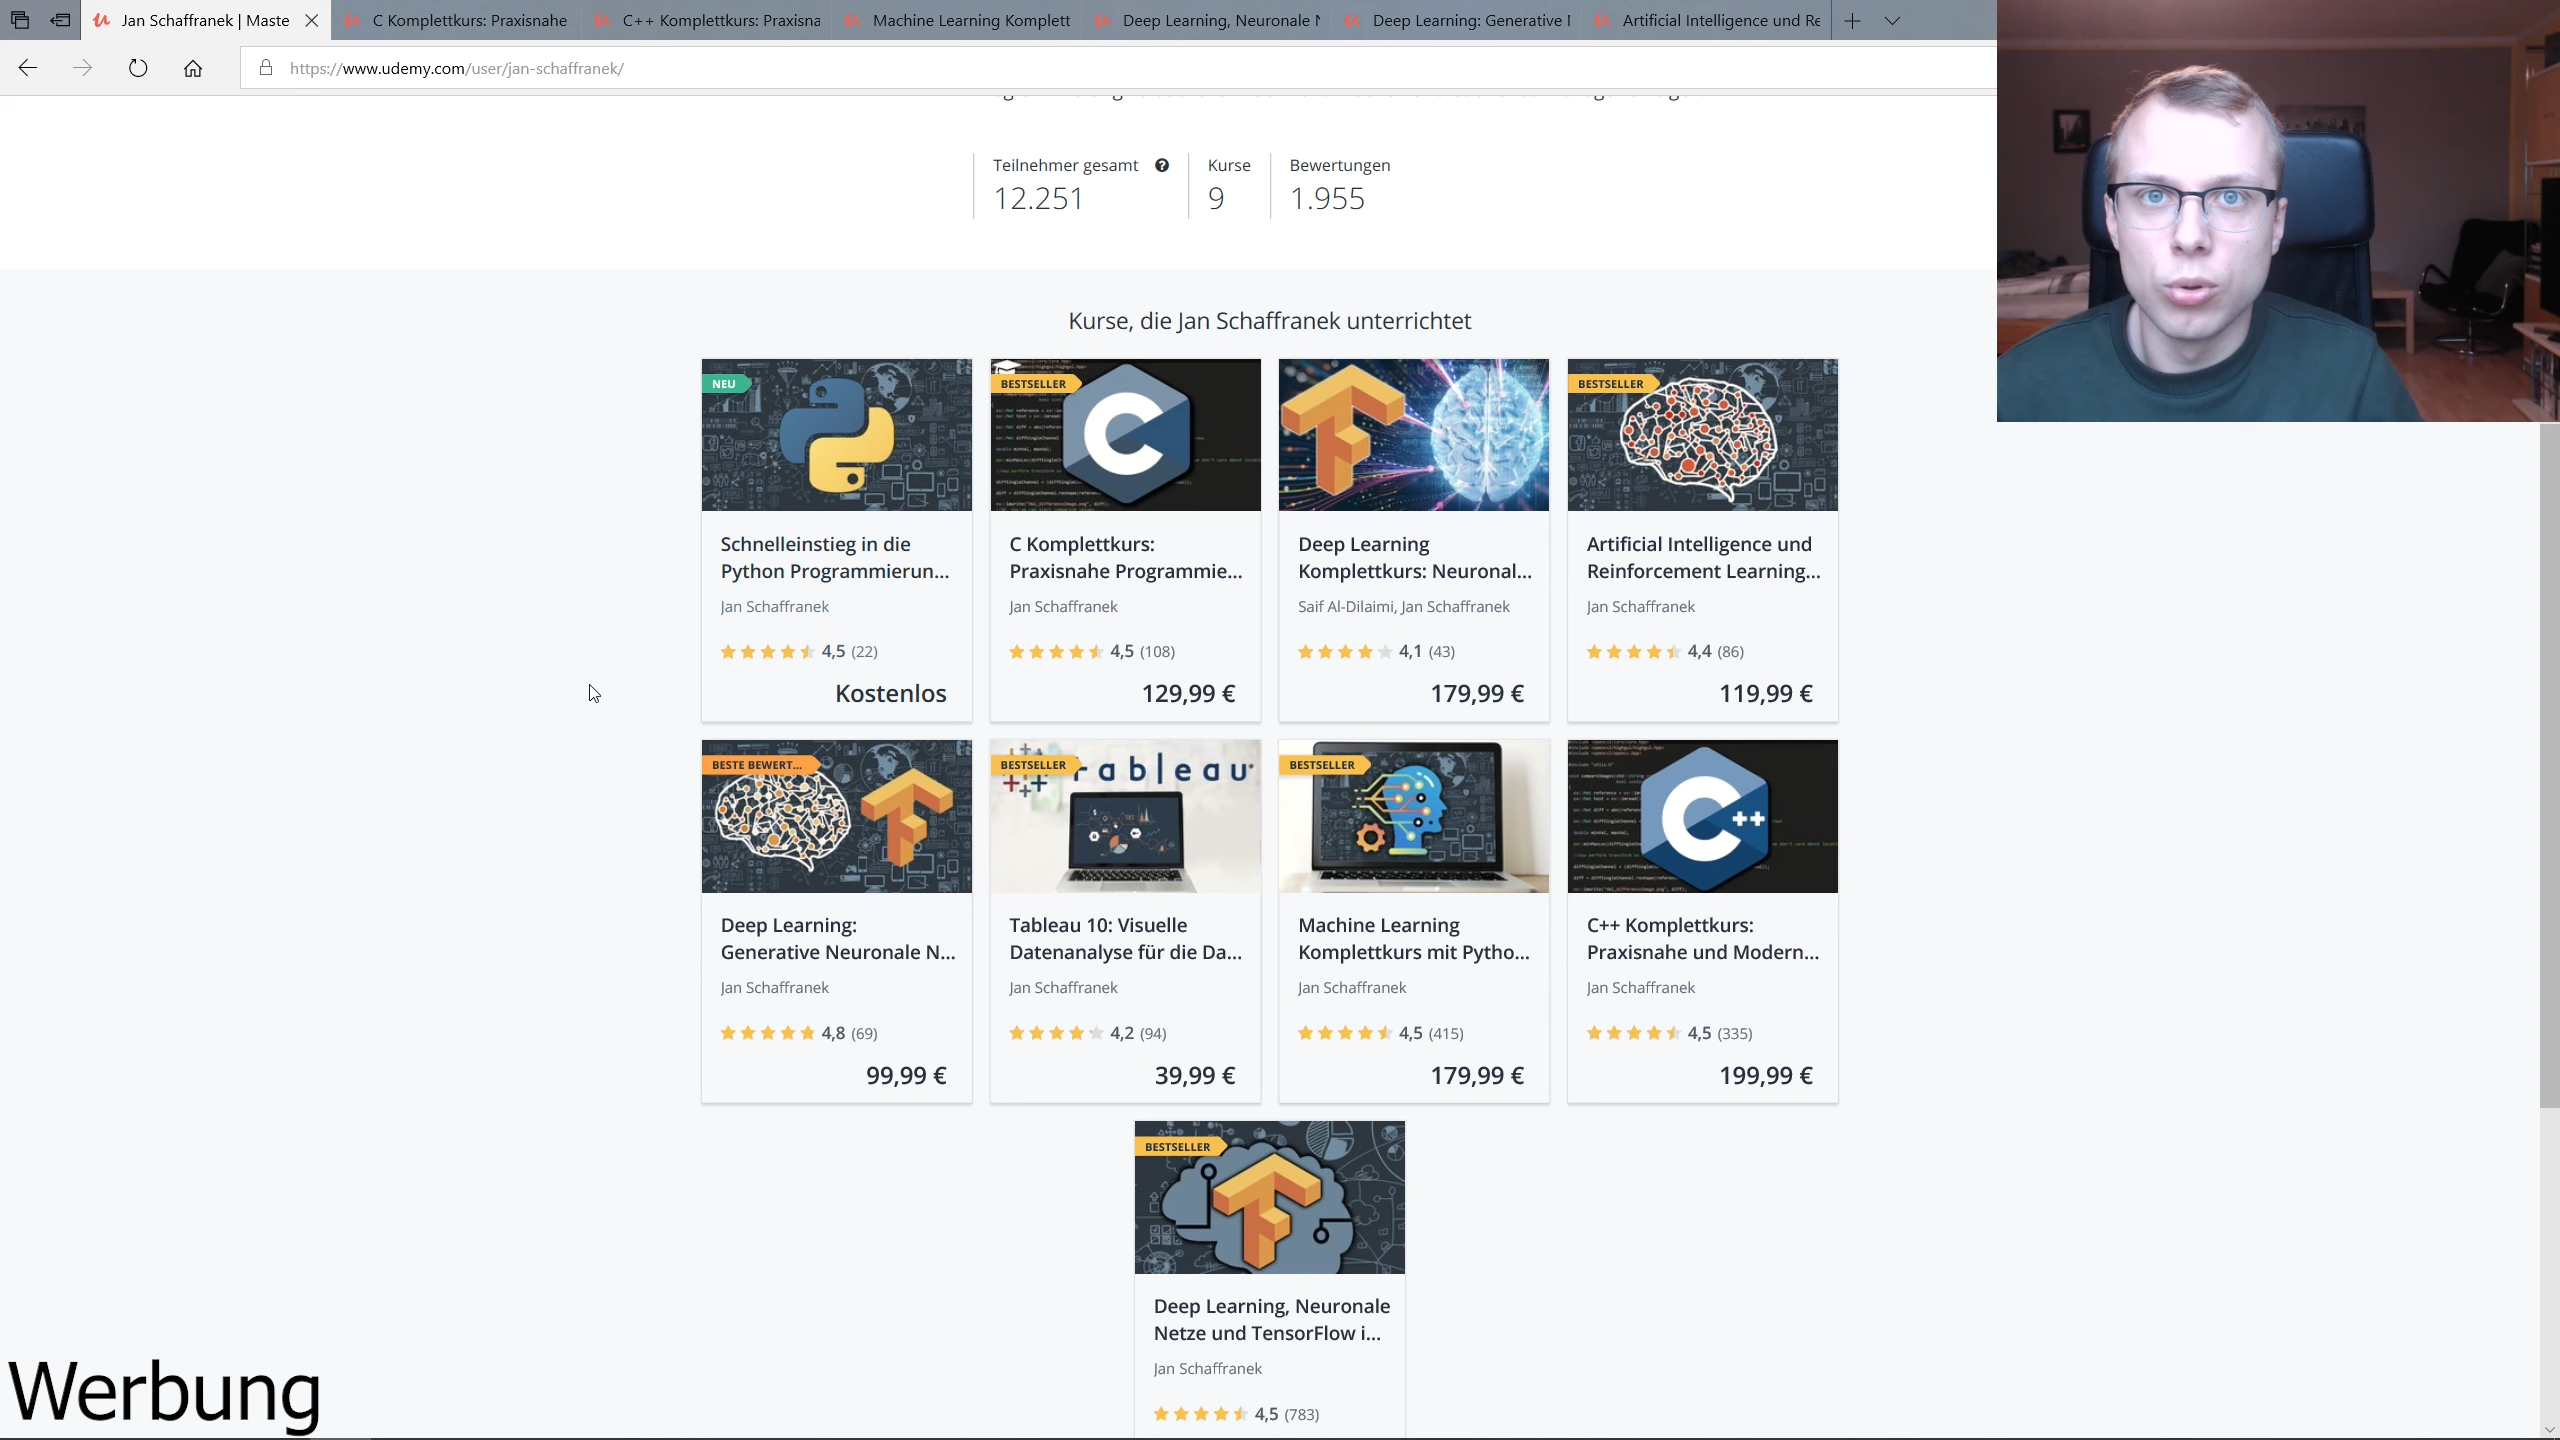 Jan Schaffranek | Maste
C Komplettkurs: Praxisnahe
C++ Komplettkurs: Praxisna
Machine Learning Komplett
Deep Learning, Neuronale N
Deep Learning: Generative
Artificial Intelligence und Re
https://www.udemy.com/user/jan-schaffranek/
Teilnehmer gesamt
Kurse
Bewertungen
12.251
9
1.955
Kurse, die Jan Schaffranek unterrichtet
NEU
Schnelleinstieg in die
Python Programmierun...
Jan Schaffranek
4,5 (22)
Kostenlos
BESTSELLER
C
C Komplettkurs:
Praxisnahe Programmie...
Jan Schaffranek
4,5 (108)
129,99 €
Deep Learning
Komplettkurs: Neuronal...
Saif Al-Dilaimi, Jan Schaffranek
4,1 (43)
179,99 €
BESTSELLER
Artificial Intelligence und
Reinforcement Learning...
Jan Schaffranek
4,4 (86)
119,99 €
BESTE BEWERT...
Deep Learning:
Generative Neuronale N...
Jan Schaffranek
4,8 (69)
99,99 €
BESTSELLER
ableau
Tableau 10: Visuelle
Datenanalyse für die Da...
Jan Schaffranek
4,2 (94)
39,99 €
BESTSELLER
Machine Learning
Komplettkurs mit Pytho...
Jan Schaffranek
4,5 (415)
179,99 €
C++
C++ Komplettkurs:
Praxisnahe und Modern...
Jan Schaffranek
4,5 (335)
199,99 €
BESTSELLER
Deep Learning, Neuronale
Netze und TensorFlow i...
Jan Schaffranek
4,5 (783)
Werbung